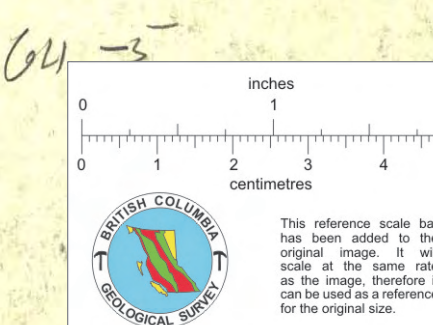 64-5
inches
0 1
0 1 2 3 4
centimetres
BRITISH COLUMBIA
GEOLOGICAL SURVEY
This reference scale ba
has been added to the
original image. It wi
scale at the same rate
as the image, therefore i
can be used as a reference
for the original size.